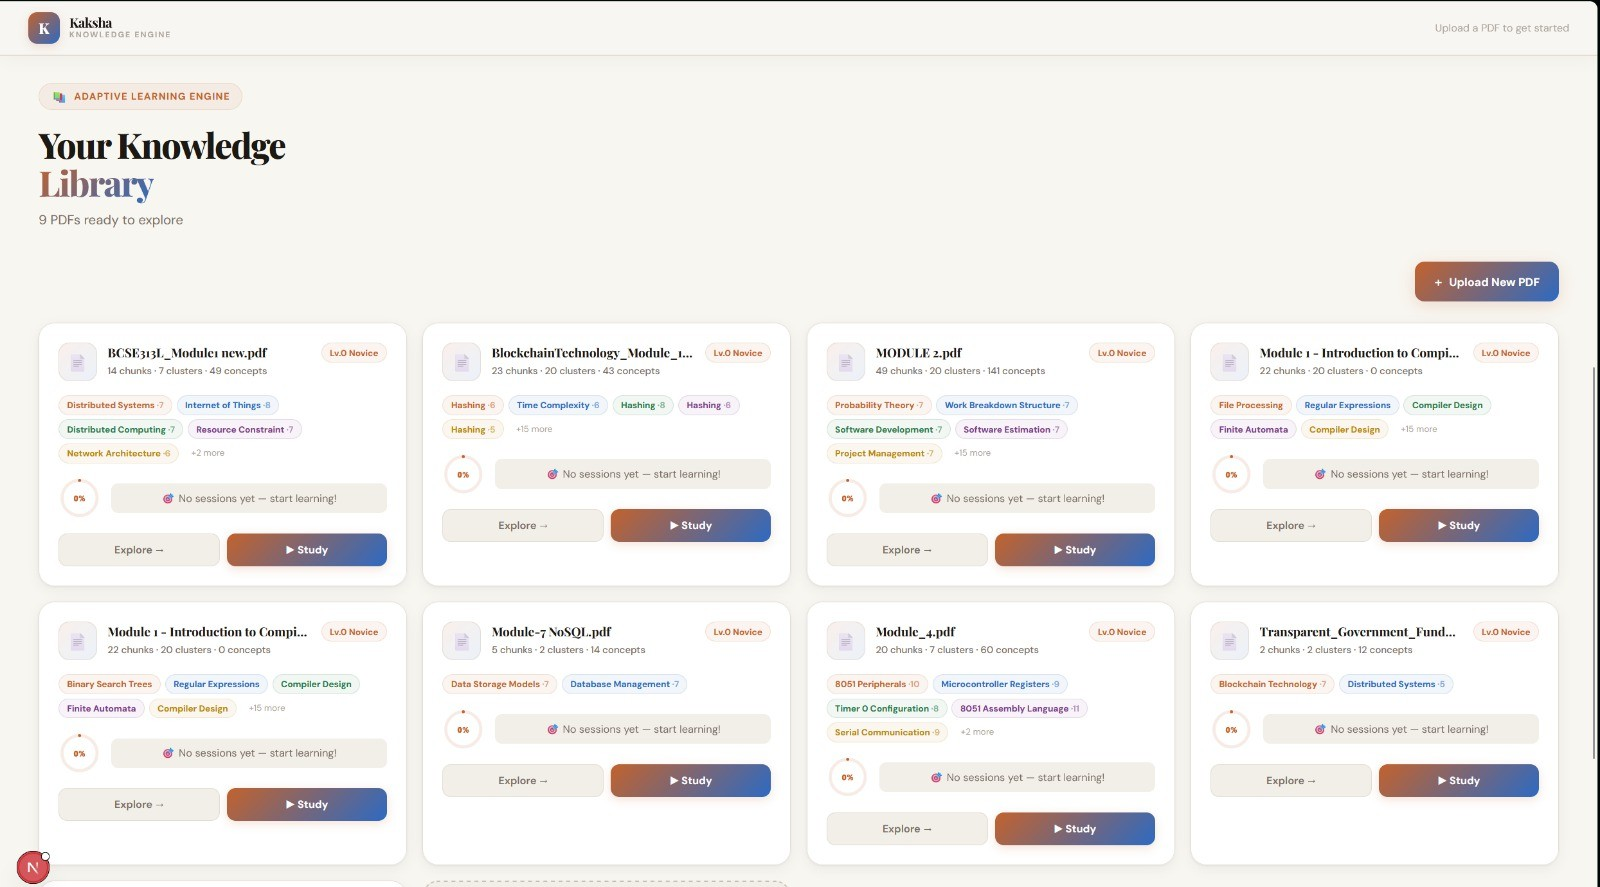 K
Kaksha
KNOWLEDGE ENGINE
Upload a PDF to get started
ADAPTIVE LEARNING ENGINE
Your Knowledge
Library
9 PDFs ready to explore
+ Upload New PDF
BCSE313L_Module1 new.pdf
Lv.0 Novice
14 chunks · 7 clusters · 49 concepts
Distributed Systems ·7
Internet of Things ·8
Distributed Computing ·7
Resource Constraint ·7
Network Architecture ·6
+2 more
0%
No sessions yet — start learning!
Explore →
▶ Study
BlockchainTechnology_Module_1...
Lv.0 Novice
23 chunks · 20 clusters · 43 concepts
Hashing ·6
Time Complexity ·6
Hashing ·8
Hashing ·6
Hashing ·5
+15 more
0%
No sessions yet — start learning!
Explore →
▶ Study
MODULE 2.pdf
Lv.0 Novice
49 chunks · 20 clusters · 141 concepts
Probability Theory ·7
Work Breakdown Structure ·7
Software Development ·7
Software Estimation ·7
Project Management ·7
+15 more
0%
No sessions yet — start learning!
Explore →
▶ Study
Module 1 - Introduction to Compi...
Lv.0 Novice
22 chunks · 20 clusters · 0 concepts
File Processing
Regular Expressions
Compiler Design
Finite Automata
Compiler Design
+15 more
0%
No sessions yet — start learning!
Explore →
▶ Study
Module 1 - Introduction to Compi...
Lv.0 Novice
22 chunks · 20 clusters · 0 concepts
Binary Search Trees
Regular Expressions
Compiler Design
Finite Automata
Compiler Design
+15 more
0%
No sessions yet — start learning!
Explore →
▶ Study
Module-7 NoSQL.pdf
Lv.0 Novice
5 chunks · 2 clusters · 14 concepts
Data Storage Models ·7
Database Management ·7
0%
No sessions yet — start learning!
Explore →
▶ Study
Module_4.pdf
Lv.0 Novice
20 chunks · 7 clusters · 60 concepts
8051 Peripherals ·10
Microcontroller Registers ·9
Timer 0 Configuration ·8
8051 Assembly Language ·11
Serial Communication ·9
+2 more
0%
No sessions yet — start learning!
Explore →
▶ Study
Transparent_Government_Fund...
Lv.0 Novice
2 chunks · 2 clusters · 12 concepts
Blockchain Technology ·7
Distributed Systems ·5
0%
No sessions yet — start learning!
Explore →
▶ Study
N